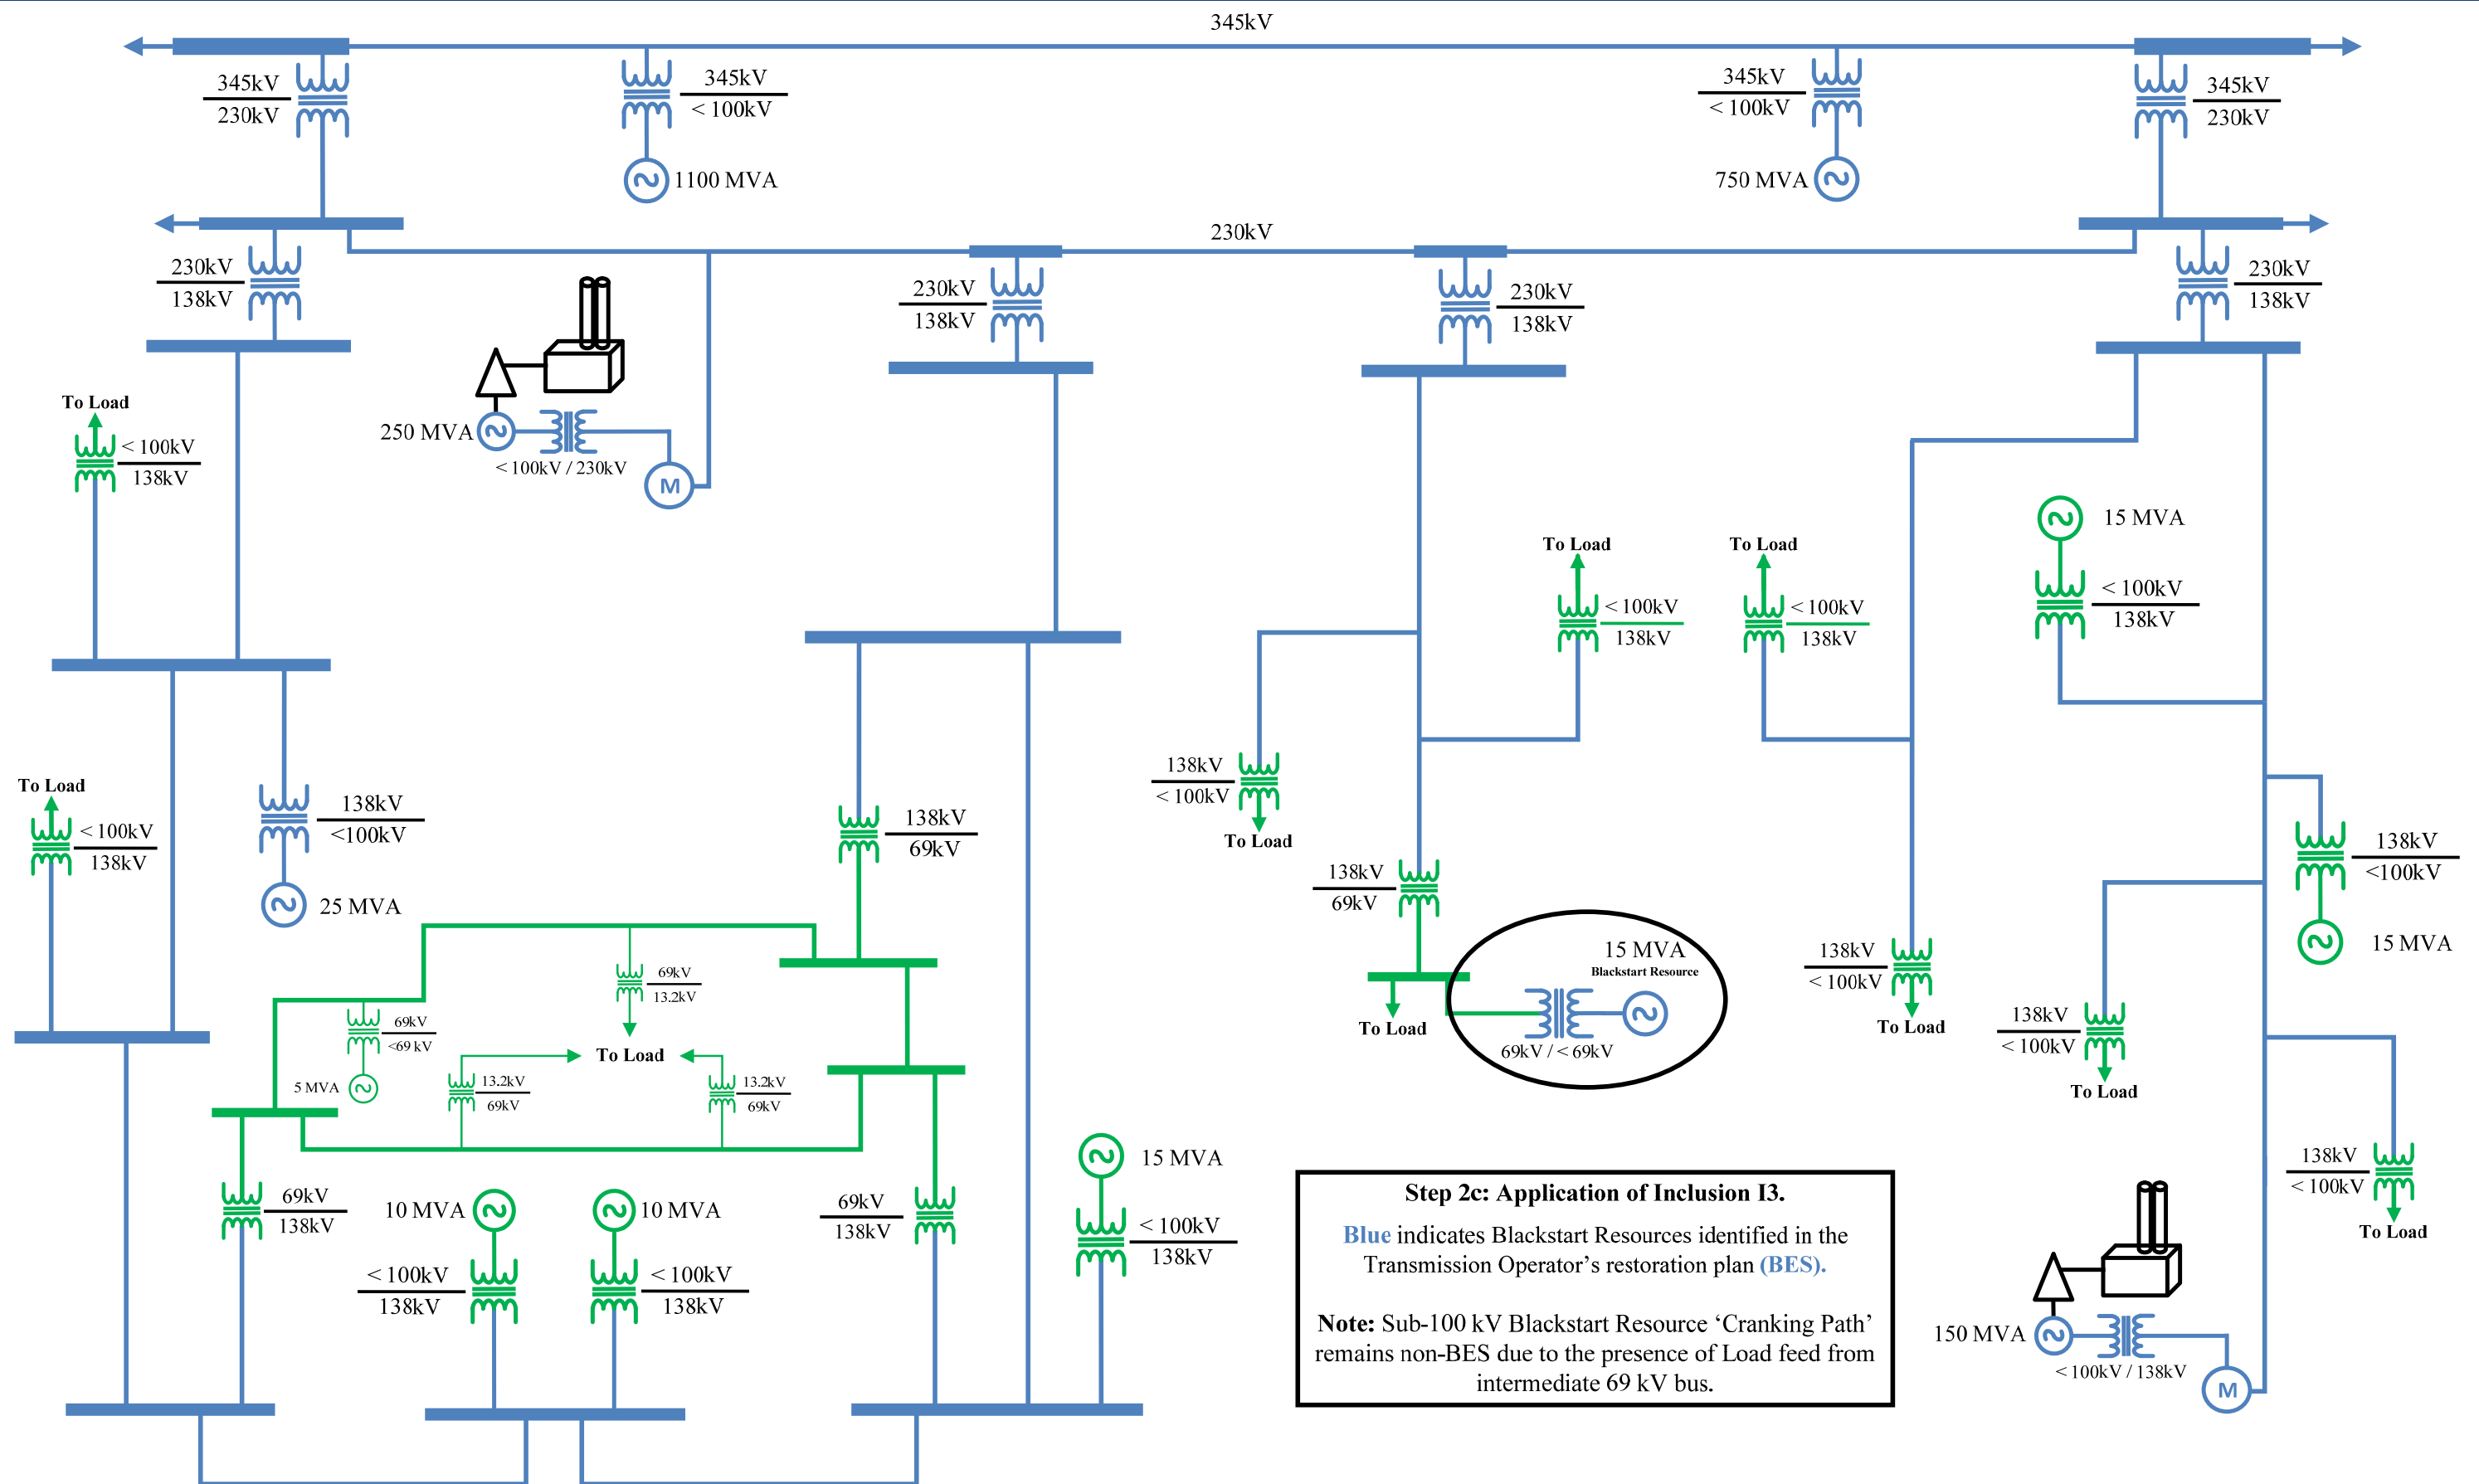 345kV
345kV
230kV
345kV
< 100kV
1100 MVA
345kV
< 100kV
750 MVA
345kV
230kV
230kV
230kV
138kV
230kV
138kV
230kV
138kV
230kV
138kV
250 MVA
< 100kV / 230kV
M
To Load
< 100kV
138kV
15 MVA
< 100kV
138kV
To Load
< 100kV
138kV
To Load
< 100kV
138kV
138kV
< 100kV
To Load
To Load
< 100kV
138kV
138kV
<100kV
25 MVA
138kV
69kV
138kV
69kV
138kV
<100kV
15 MVA
15 MVA
Blackstart Resource
69kV / < 69kV
To Load
138kV
< 100kV
To Load
138kV
< 100kV
To Load
69kV
13.2kV
To Load
69kV
<69 kV
5 MVA
13.2kV
69kV
13.2kV
69kV
138kV
< 100kV
To Load
69kV
138kV
10 MVA
< 100kV
138kV
10 MVA
< 100kV
138kV
69kV
138kV
15 MVA
< 100kV
138kV
Step 2c: Application of Inclusion I3.
Blue indicates Blackstart Resources identified in the
Transmission Operator’s restoration plan (BES).
Note: Sub-100 kV Blackstart Resource ‘Cranking Path’
remains non-BES due to the presence of Load feed from
intermediate 69 kV bus.
150 MVA
< 100kV / 138kV
M